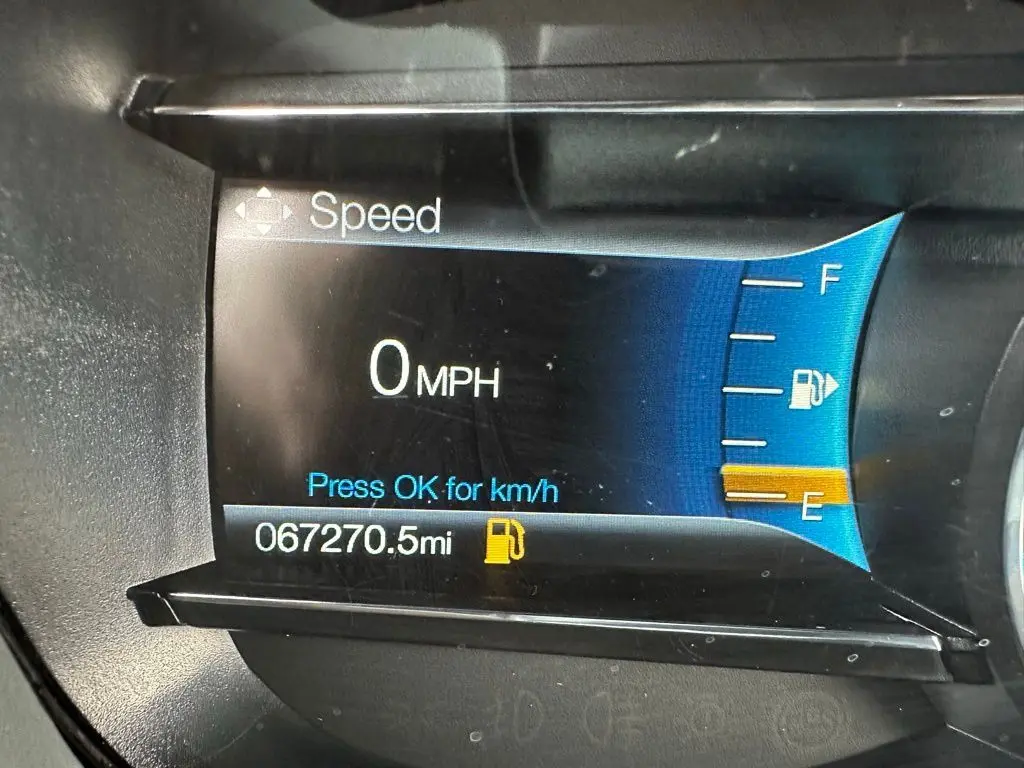 Speed
F
0 MPH
Press OK for km/h
E
067270.5mi